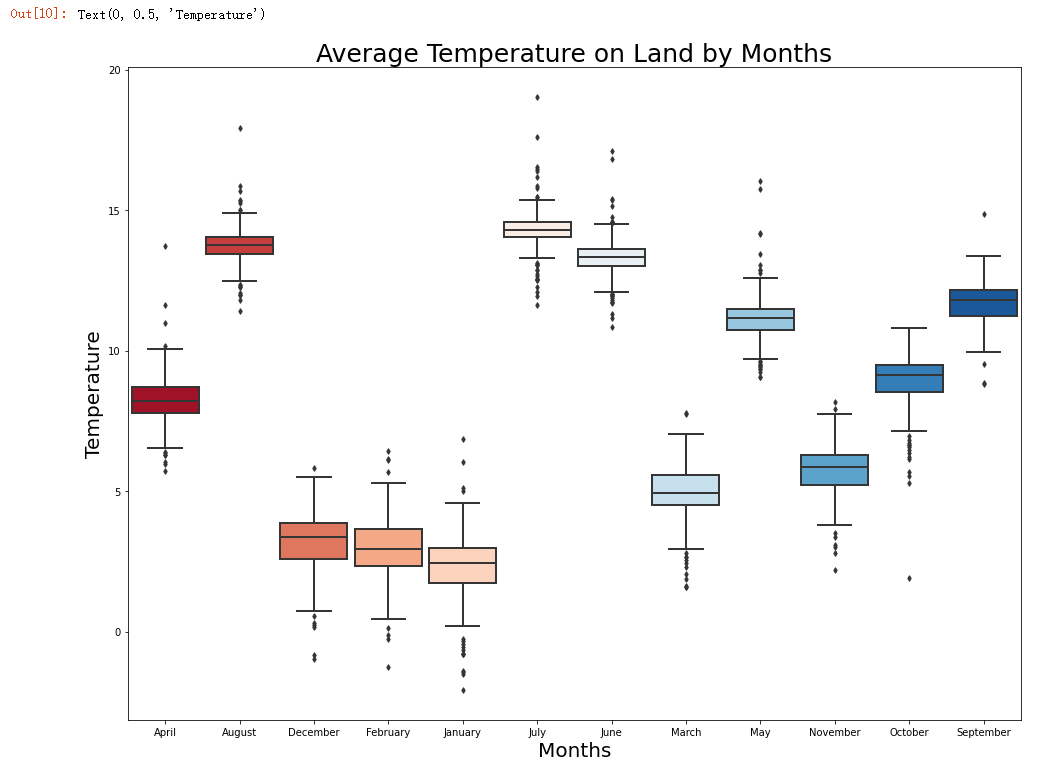 Out[10]: Text(0, 0.5, 'Temperature')
Average Temperature on Land by Months
20
15
10
5
0
Temperature
April August December February January July June March May November October September
Months